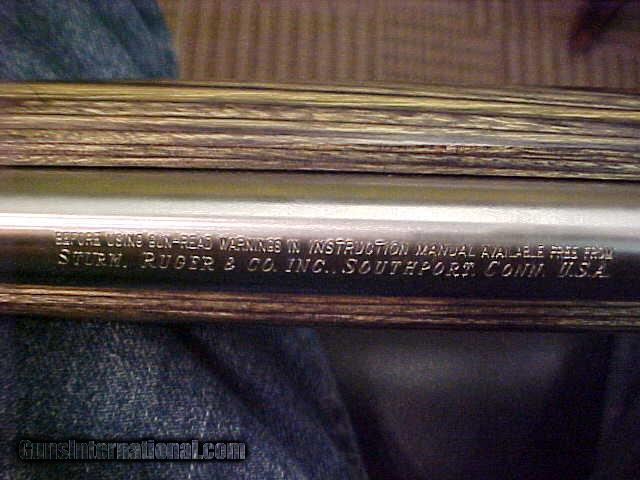 BEFORE USING GUN-READ WARNINGS IN INSTRUCTION MANUAL AVAILABLE FREE FROM
STURM, RUGER & CO. INC., SOUTHPORT, CONN. U.S.A.
GunsInternational.com